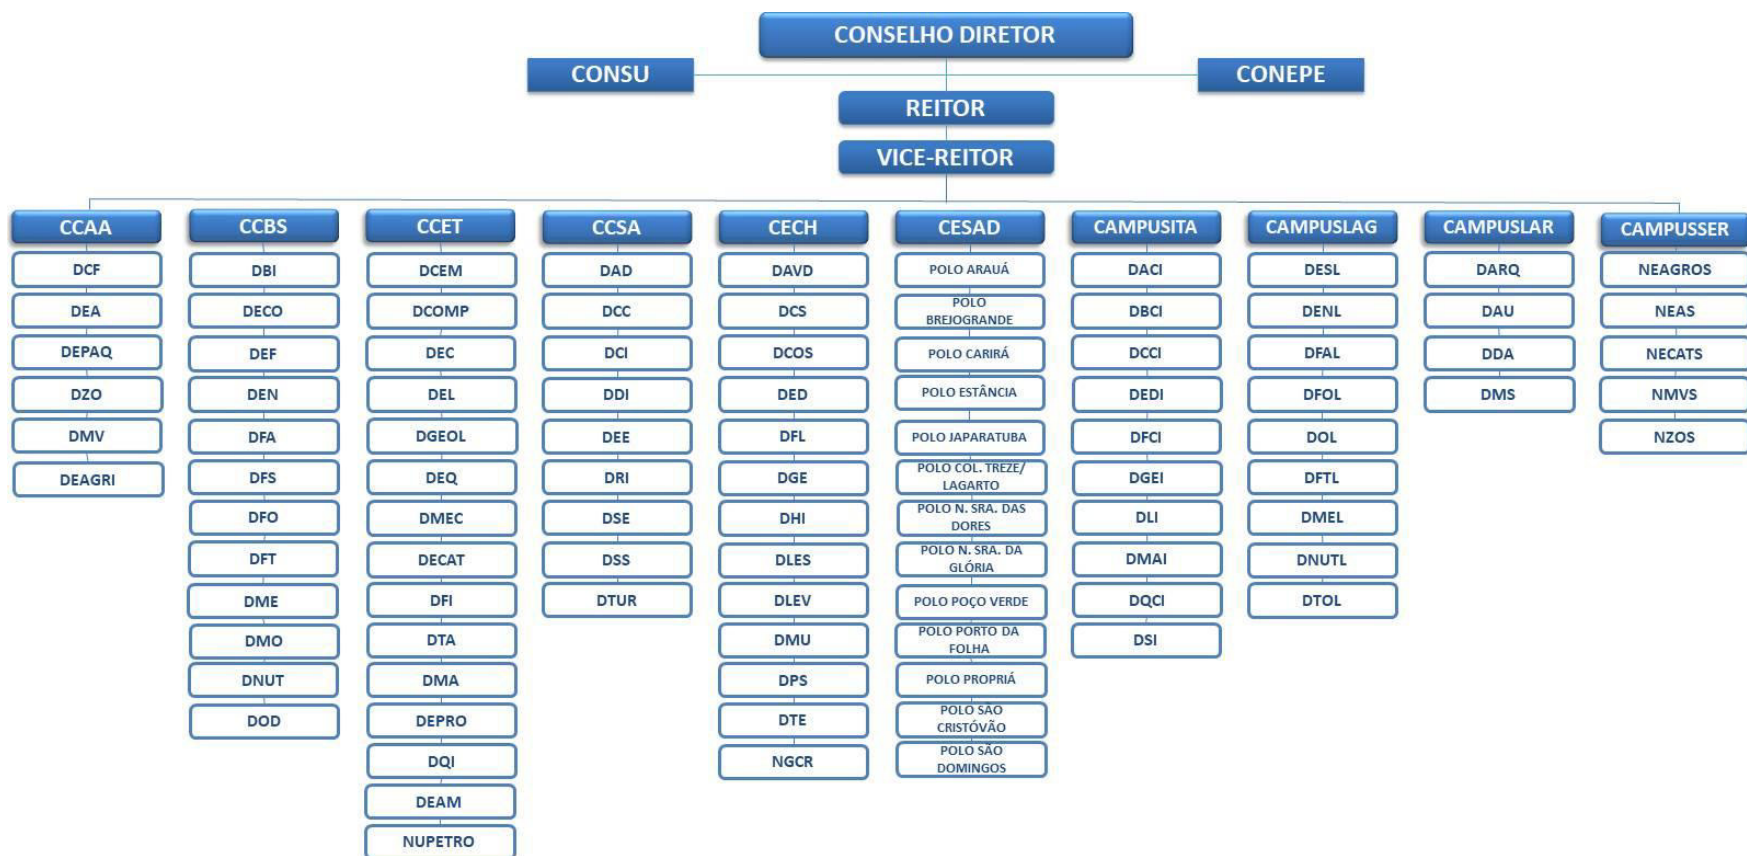 CONSELHO DIRETOR
CONSU
CONEPE
REITOR
VICE-REITOR
CCAA
DCF
DEA
DEPAQ
DZO
DMV
DEAGRI
CCBS
DBI
DECO
DEF
DEN
DFA
DFS
DFO
DFT
DME
DMO
DNUT
DOD
CCET
DCEM
DCOMP
DEC
DEL
DGEOL
DEQ
DMEC
DECAT
DFI
DTA
DMA
DEPRO
DQI
DEAM
NUPETRO
CCSA
DAD
DCC
DCI
DDI
DEE
DRI
DSE
DSS
DTUR
CECH
DAVD
DCS
DCOS
DED
DFL
DGE
DHI
DLES
DLEV
DMU
DPS
DTE
NGCR
CESAD
POLO ARAUÁ
POLO
BREJOGRANDE
POLO CARIRÁ
POLO ESTÂNCIA
POLO JAPARATUBA
POLO COL. TREZE/
LAGARTO
POLO N. SRA. DAS
DORES
POLO N. SRA. DA
GLÓRIA
POLO POÇO VERDE
POLO PORTO DA
FOLHA
POLO PROPRIÁ
POLO SÃO
CRISTÓVÃO
POLO SÃO
DOMINGOS
CAMPUSITA
DACI
DBCI
DCCI
DEDI
DFCI
DGEI
DLI
DMAI
DQCI
DSI
CAMPUSLAG
DESL
DENL
DFAL
DFOL
DOL
DFTL
DMEL
DNUTL
DTOL
CAMPUSLAR
DARQ
DAU
DDA
DMS
CAMPUSSER
NEAGROS
NEAS
NECATS
NMVS
NZOS